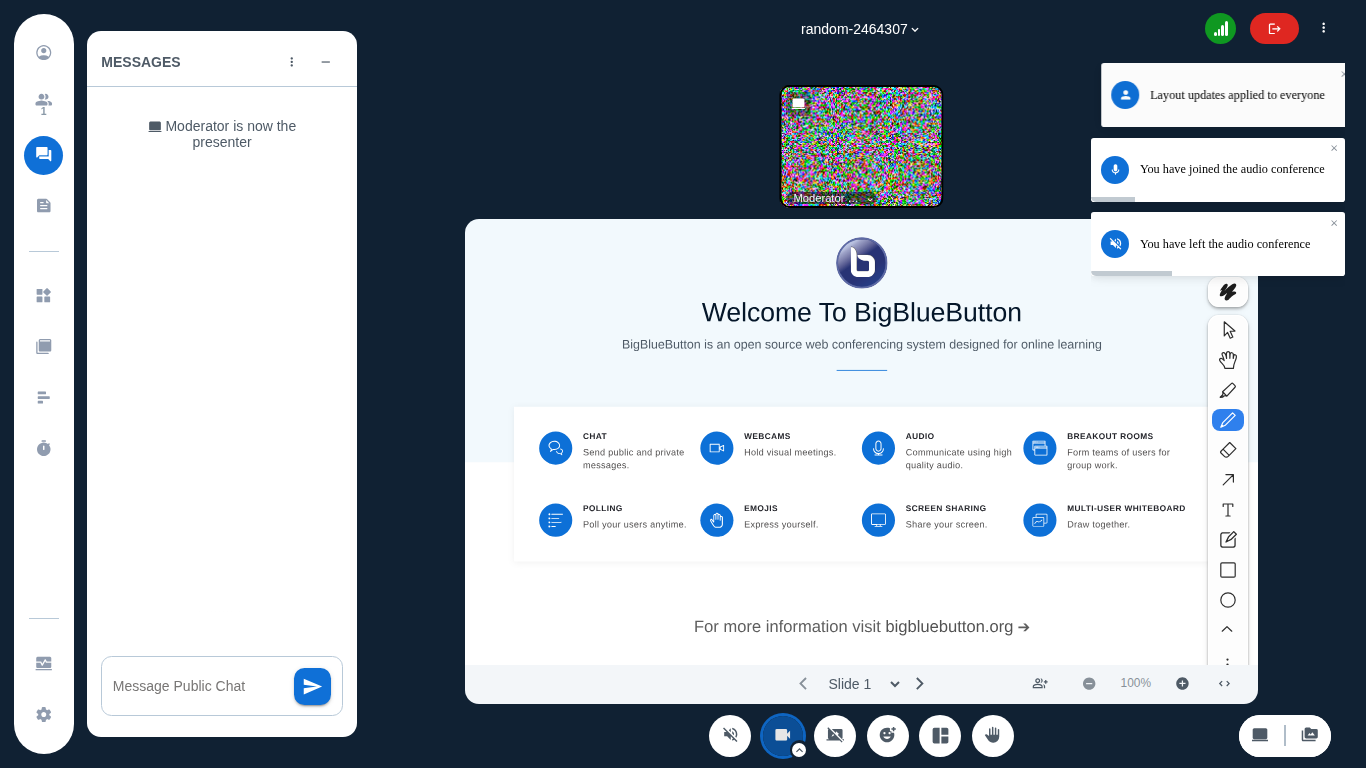 random-2464307
1
MESSAGES
Moderator is now the
presenter
Message Public Chat
Moderator
Layout updates applied to everyone
You have joined the audio conference
You have left the audio conference
Welcome To BigBlueButton
BigBlueButton is an open source web conferencing system designed for online learning
CHAT
Send public and private
messages.
WEBCAMS
Hold visual meetings.
AUDIO
Communicate using high
quality audio.
BREAKOUT ROOMS
Form teams of users for
group work.
POLLING
Poll your users anytime.
EMOJIS
Express yourself.
SCREEN SHARING
Share your screen.
MULTI-USER WHITEBOARD
Draw together.
For more information visit bigbluebutton.org →
Slide 1
100%